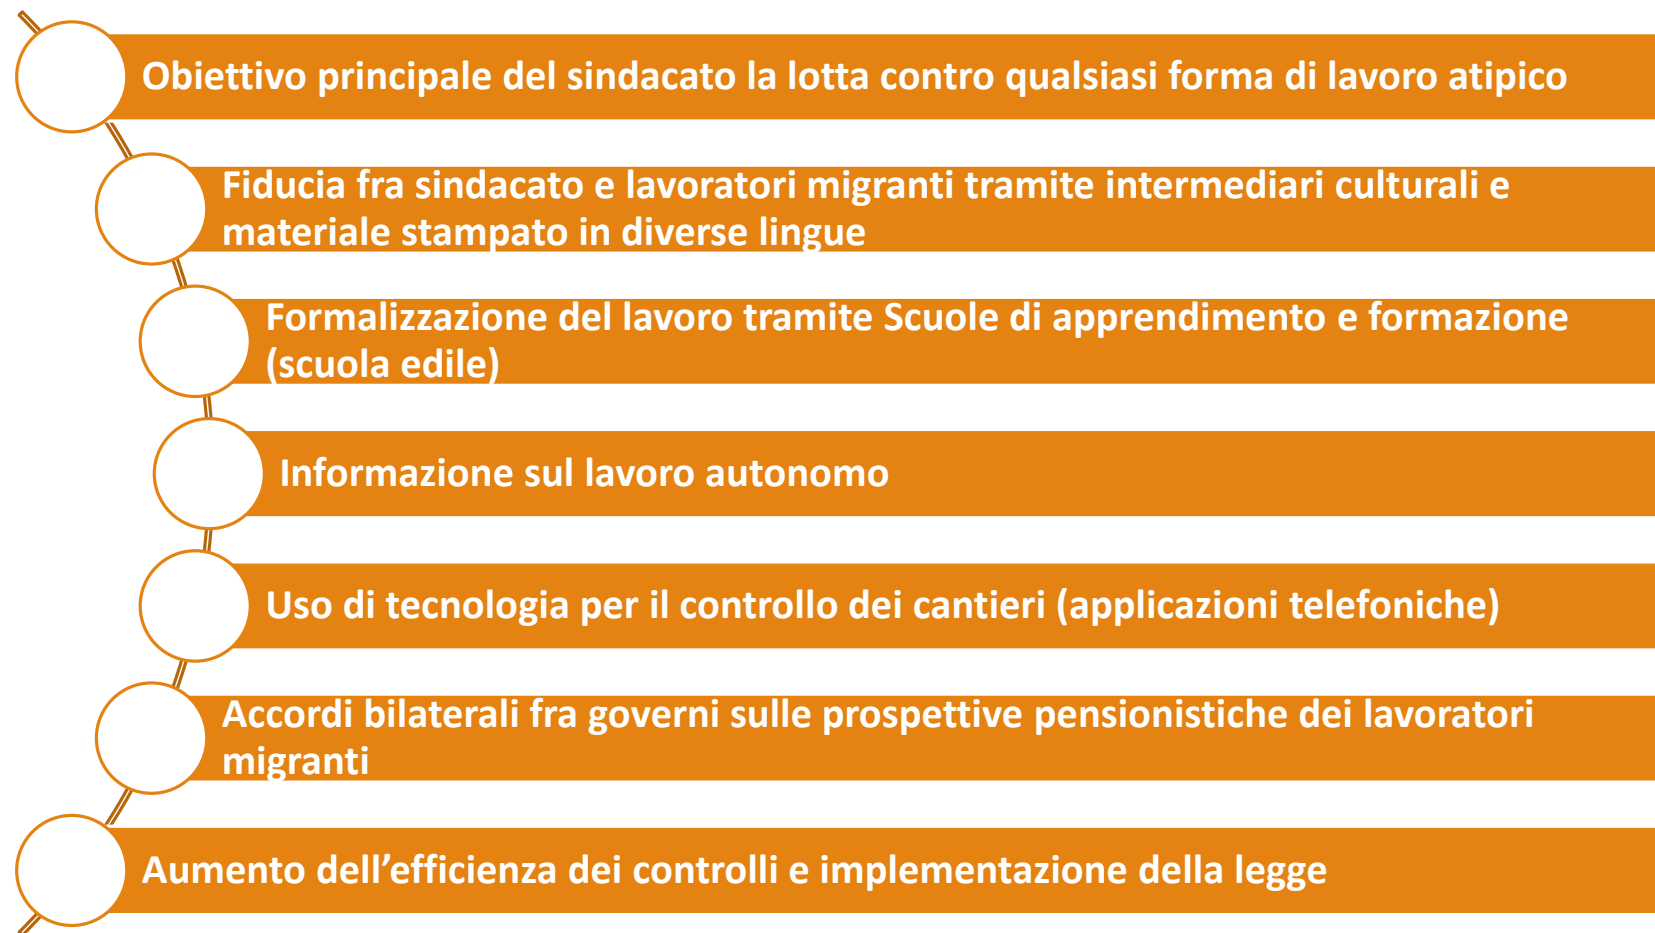 Obiettivo principale del sindacato la lotta contro qualsiasi forma di lavoro atipico
Fiducia fra sindacato e lavoratori migranti tramite intermediari culturali e
materiale stampato in diverse lingue
Formalizzazione del lavoro tramite Scuole di apprendimento e formazione
(scuola edile)
Informazione sul lavoro autonomo
Uso di tecnologia per il controllo dei cantieri (applicazioni telefoniche)
Accordi bilaterali fra governi sulle prospettive pensionistiche dei lavoratori
migranti
Aumento dell’efficienza dei controlli e implementazione della legge